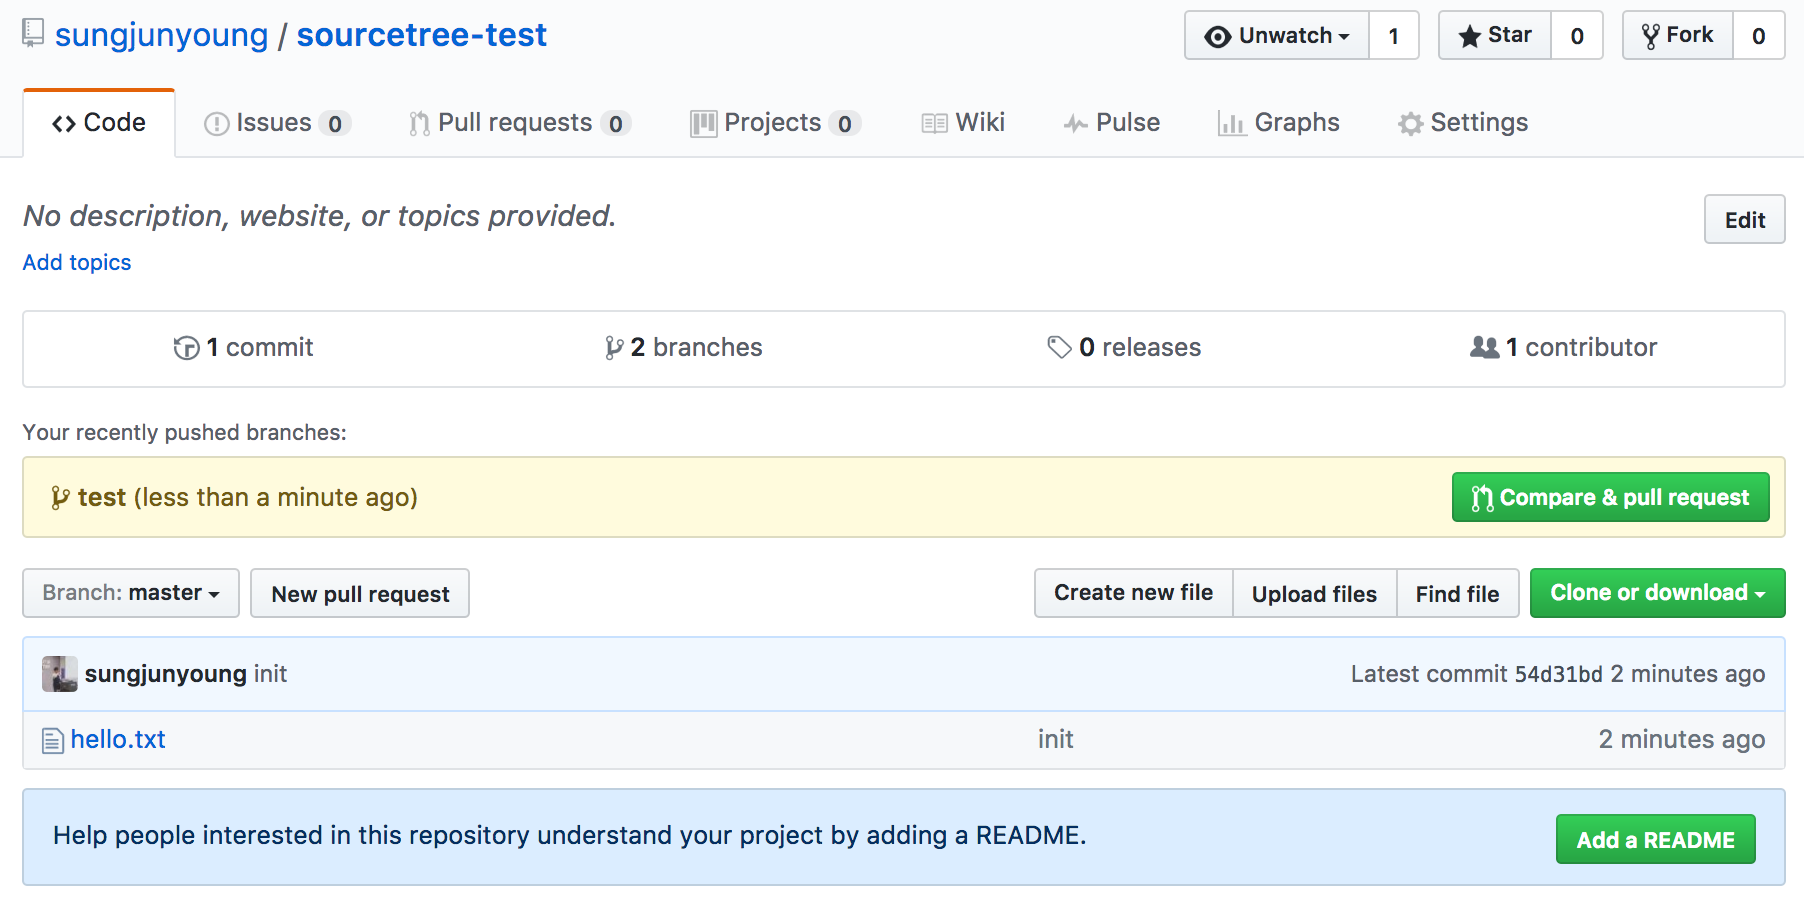 sungjunyoung / sourcetree-test Unwatch 1 Star 0 Fork 0
Code Issues 0 Pull requests 0 Projects 0 Wiki Pulse Graphs Settings
No description, website, or topics provided. Edit
Add topics
1 commit 2 branches 0 releases 1 contributor
Your recently pushed branches:
test (less than a minute ago) Compare & pull request
Branch: master New pull request Create new file Upload files Find file Clone or download
sungjunyoung init Latest commit 54d31bd 2 minutes ago
hello.txt init 2 minutes ago
Help people interested in this repository understand your project by adding a README. Add a README